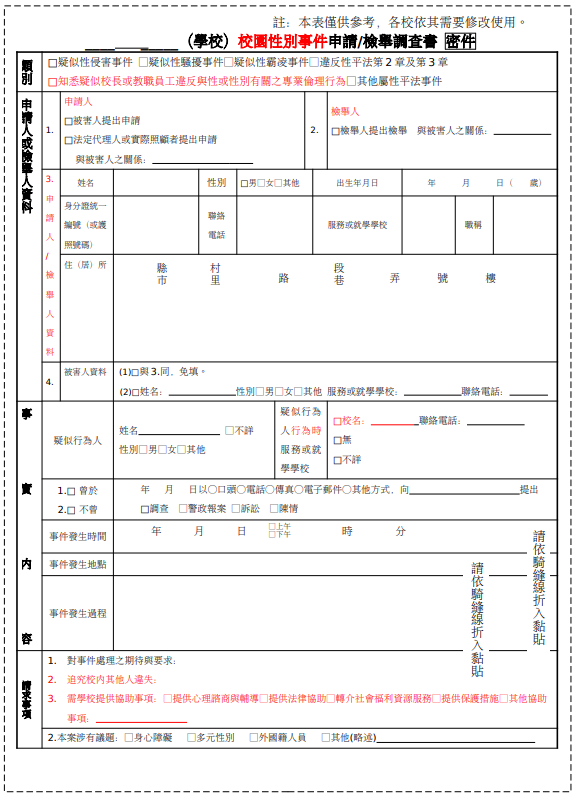 註：本表僅供參考，各校依其需要修改使用。
（學校）校園性別事件申請/檢舉調查書 密件
類別
□疑似性侵害事件 □疑似性騷擾事件□疑似性霸凌事件□違反性平法第2章及第3章
□知悉疑似校長或教職員工違反與性或性別有關之專業倫理行為□其他屬性平法事件
申請人或檢舉人資料
1.
申請人
□被害人提出申請
□法定代理人或實際照顧者提出申請
與被害人之關係：
2.
檢舉人
□檢舉人提出檢舉 與被害人之關係：
3.申請人/檢舉人資料
姓名
性別
□男□女□其他
出生年月日
年 月 日（ 歲）
身分證統一編號（或護照號碼）
聯絡電話
服務或就學學校
職稱
住（居）所
縣市 村里 路 段巷 弄 號 樓
4.
被害人資料
(1)□與3.同，免填。
(2)□姓名： 性別□男□女□其他 服務或就學學校： 聯絡電話：
事實內容
疑似行為人
姓名 □不詳
性別□男□女□其他
疑似行為人行為時服務或就學學校
□校名： 聯絡電話：
□無
□不詳
1.□ 曾於
2.□ 不曾
年 月 日以○口頭○電話○傳真○電子郵件○其他方式，向 提出
□調查 □警政報案 □訴訟 □陳情
事件發生時間
年 月 日 □上午 □下午 時 分
事件發生地點
事件發生過程
請依騎縫線折入黏貼
請依騎縫線折入黏貼
請求事項
1. 對事件處理之期待與要求：
2. 追究校內其他人違失：
3. 需學校提供協助事項：□提供心理諮商與輔導□提供法律協助□轉介社會福利資源服務□提供保護措施□其他協助
事項：
2.本案涉有議題：□身心障礙 □多元性別 □外國籍人員 □其他(略述)